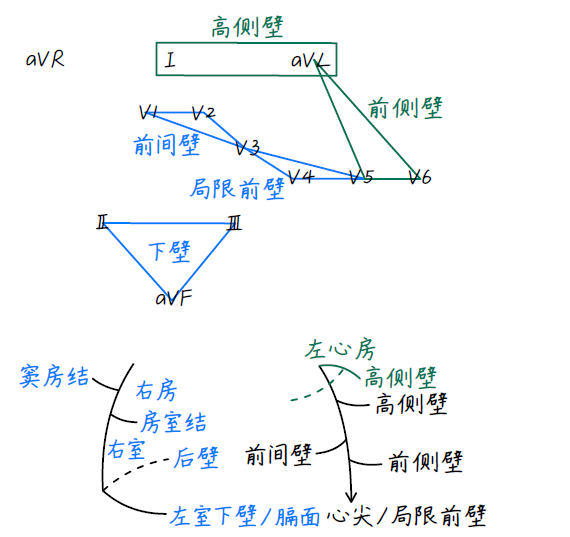 高侧壁
aVR
I aVL
前侧壁
V1 V2
前间壁
V3
局限前壁
V4 V5 V6
Ⅱ Ⅲ
下壁
aVF
左心房
窦房结
右房
高侧壁
高侧壁
房室结
右室
后壁
前间壁
前侧壁
左室下壁/膈面
心尖/局限前壁